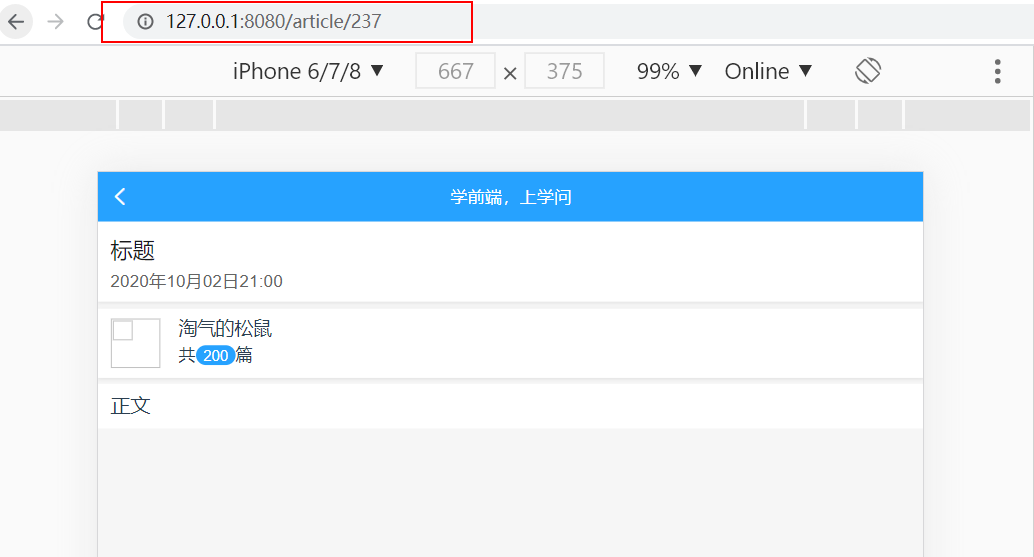 127.0.0.1:8080/article/237
iPhone 6/7/8 ▼ 667 × 375 99% ▼ Online ▼
学前端，上学问
标题
2020年10月02日21:00
淘气的松鼠
共200篇
正文